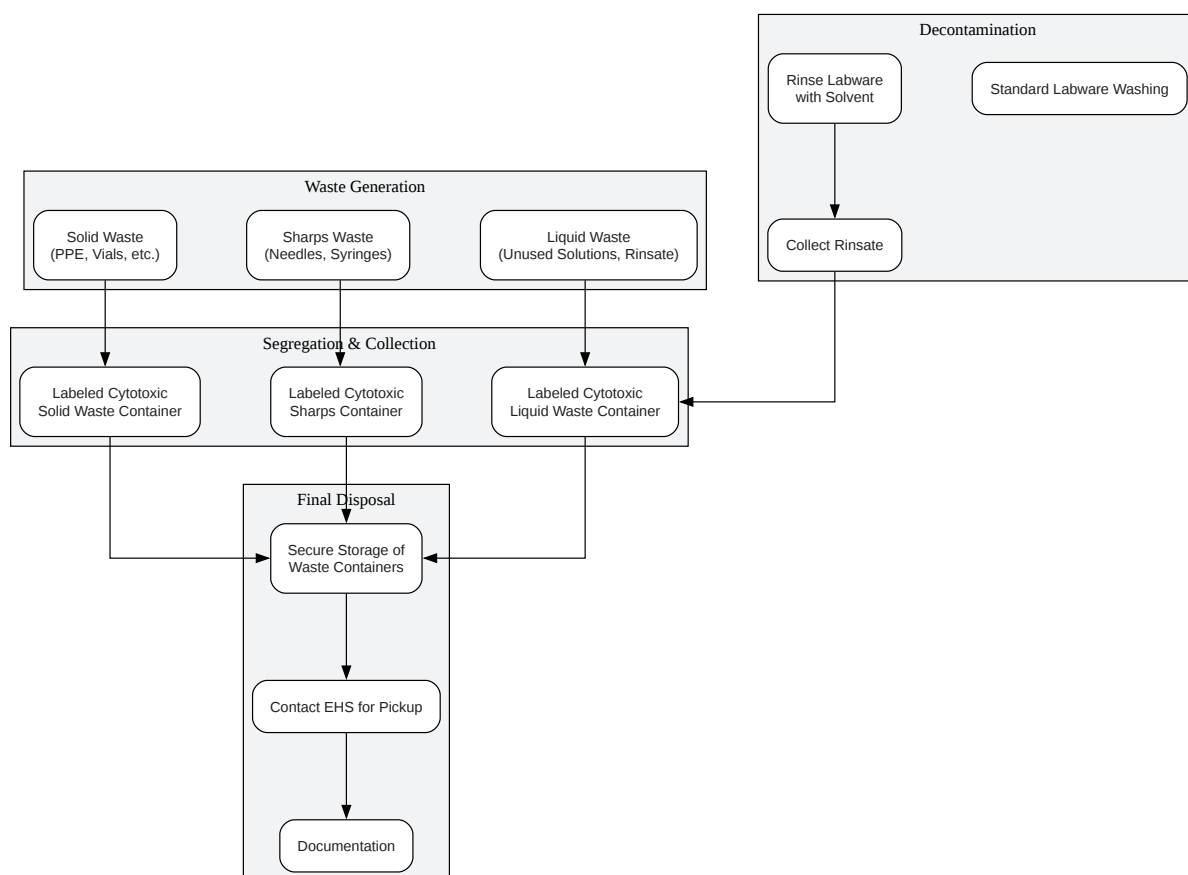 Decontamination
Rinse Labware
with Solvent
Standard Labware Washing
Collect Rinsate
Waste Generation
Solid Waste
(PPE, Vials, etc.)
Sharps Waste
(Needles, Syringes)
Liquid Waste
(Unused Solutions, Rinsate)
Segregation & Collection
Labeled Cytotoxic
Solid Waste Container
Labeled Cytotoxic
Sharps Container
Labeled Cytotoxic
Liquid Waste Container
Final Disposal
Secure Storage of
Waste Containers
Contact EHS for Pickup
Documentation